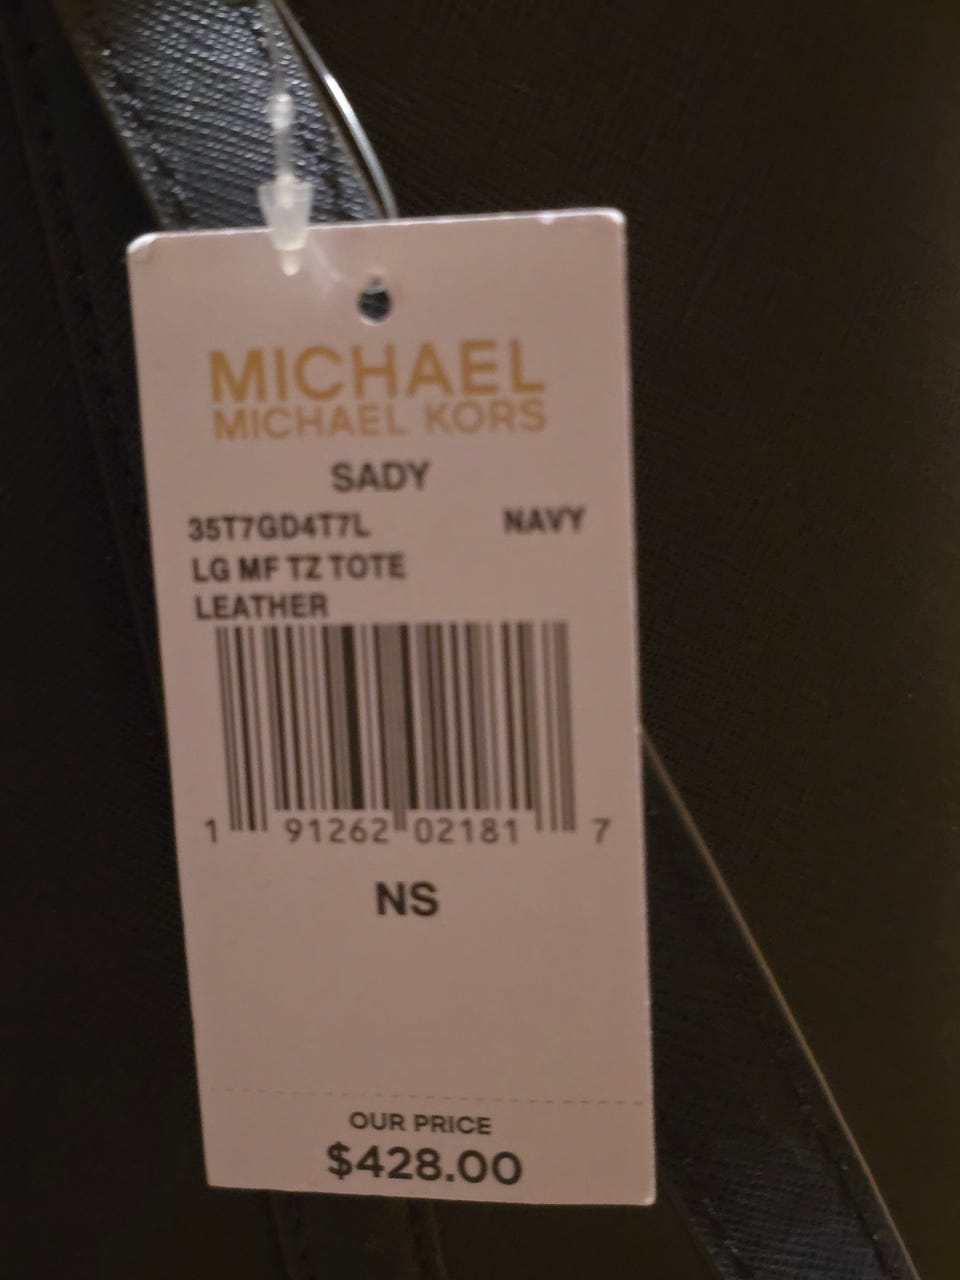 MICHAEL
MICHAEL KORS
SADY
35T7GD4T7L NAVY
LG MF TZ TOTE
LEATHER
1 91262 02181 7
NS
OUR PRICE
$428.00